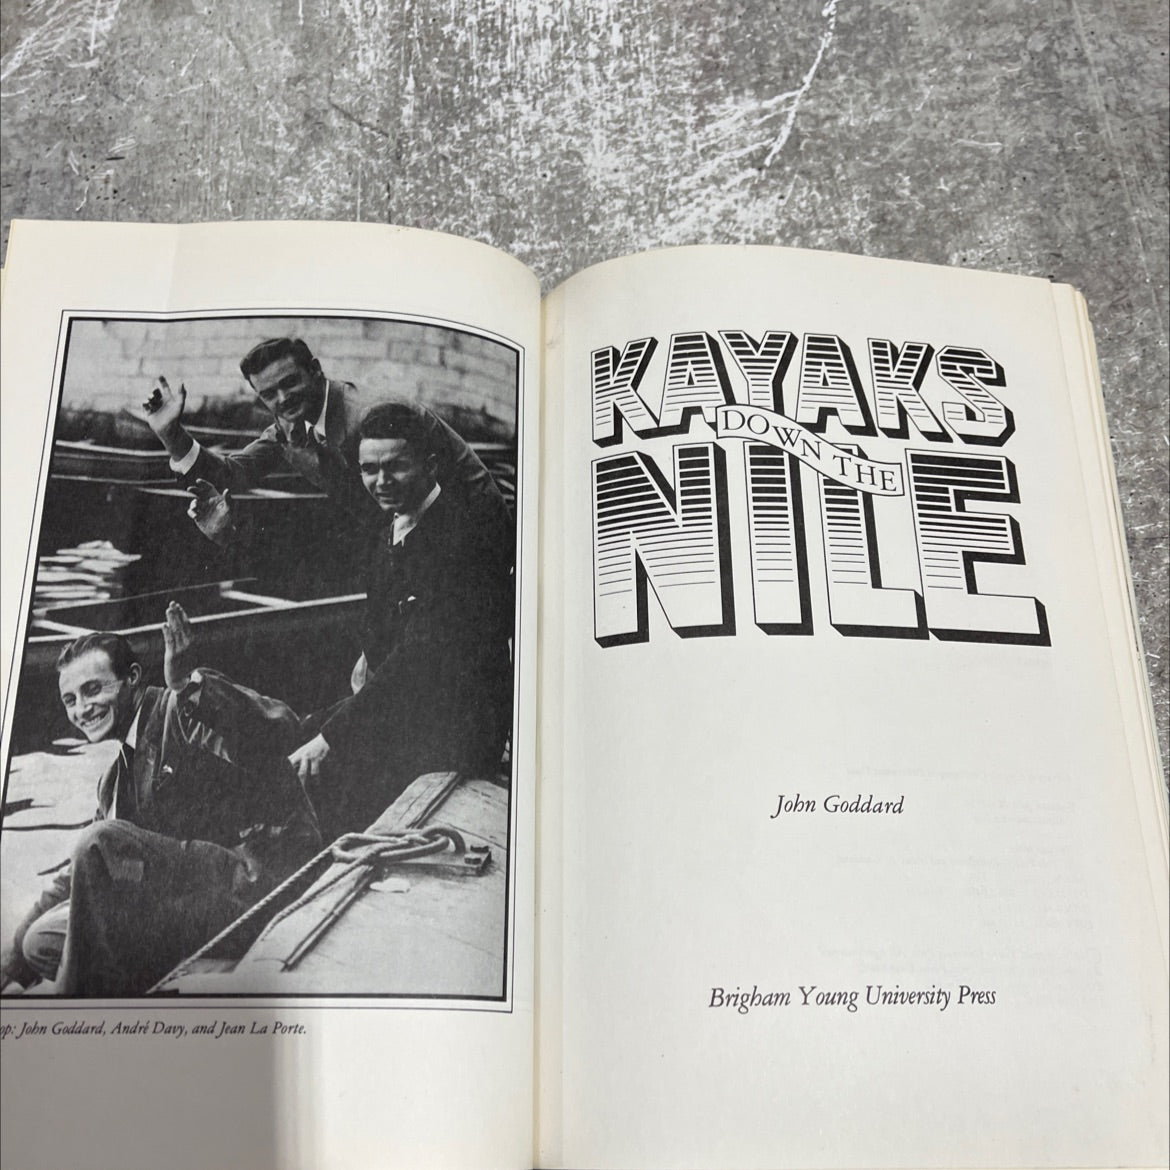 op: John Goddard, André Davy, and Jean La Porte.
KAYAKS
DOWN THE
NILE
John Goddard
Brigham Young University Press